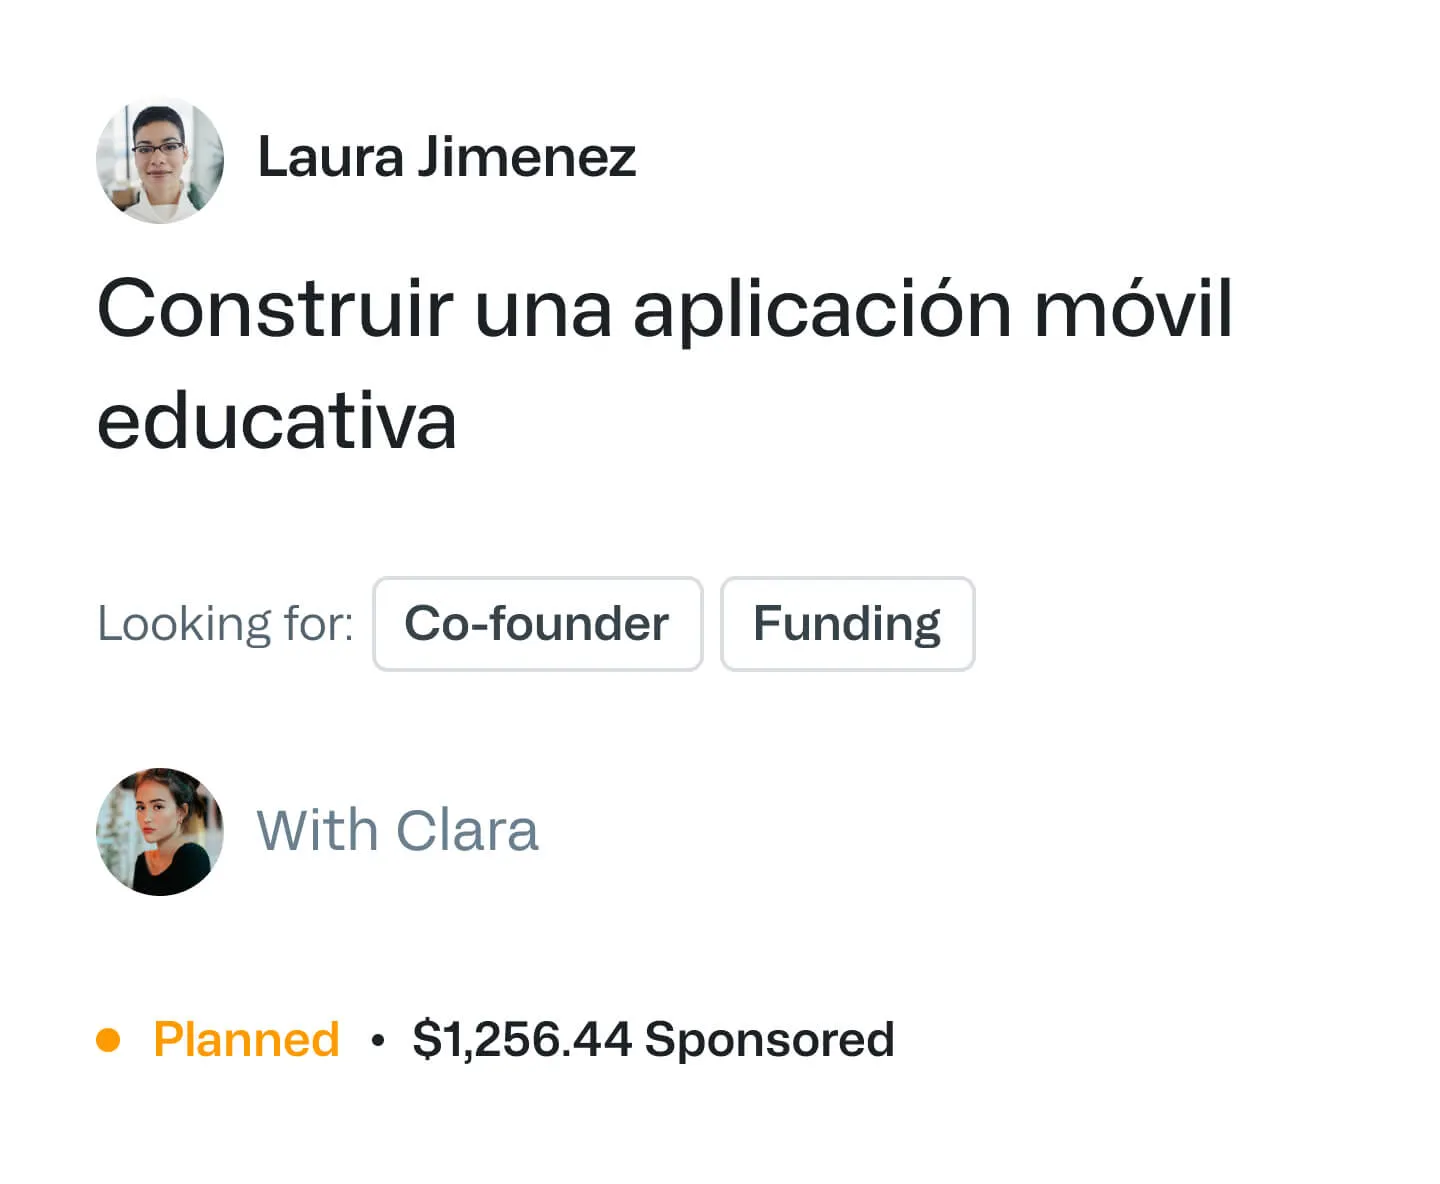 Laura Jimenez
Construir una aplicación móvil
educativa
Looking for: Co-founder Funding
With Clara
Planned • $1,256.44 Sponsored